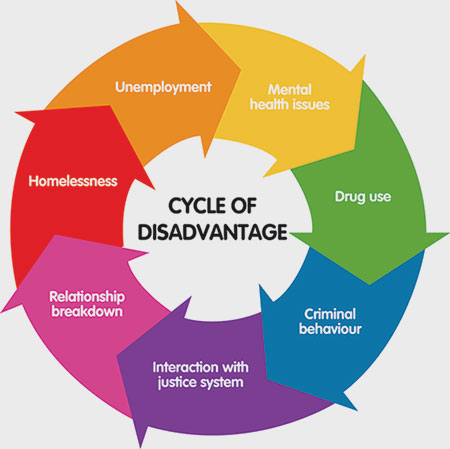 CYCLE OF
DISADVANTAGE
Unemployment
Mental
health issues
Drug use
Criminal
behaviour
Interaction with
justice system
Relationship
breakdown
Homelessness